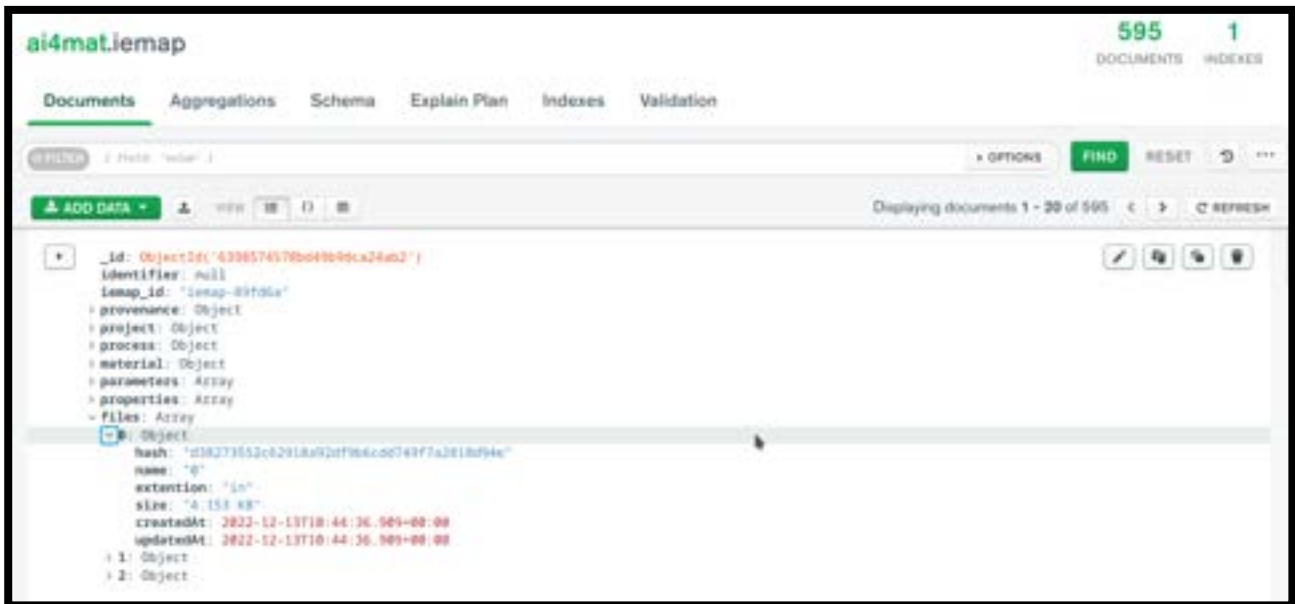 ai4mat.iemap
595
DOCUMENTS
1
INDEXES
Documents Aggregations Schema Explain Plan Indexes Validation
FILTER { field: 'value' }
OPTIONS
FIND RESET ...
ADD DATA VIEW {}
Displaying documents 1 - 20 of 595 < > REFRESH
_id: 
identifier: null
iemap_id: "iemap-89fd6a"
provenance: Object
project: Object
process: Object
material: Object
parameters: Array
properties: Array
files: Array
0: Object
hash:
name: "0"
extention: "in"
size: "4.153 KB"
createdAt: 2022-12-13T10:44:36.909+00:00
updatedAt: 2022-12-13T10:44:36.909+00:00
1: Object
2: Object